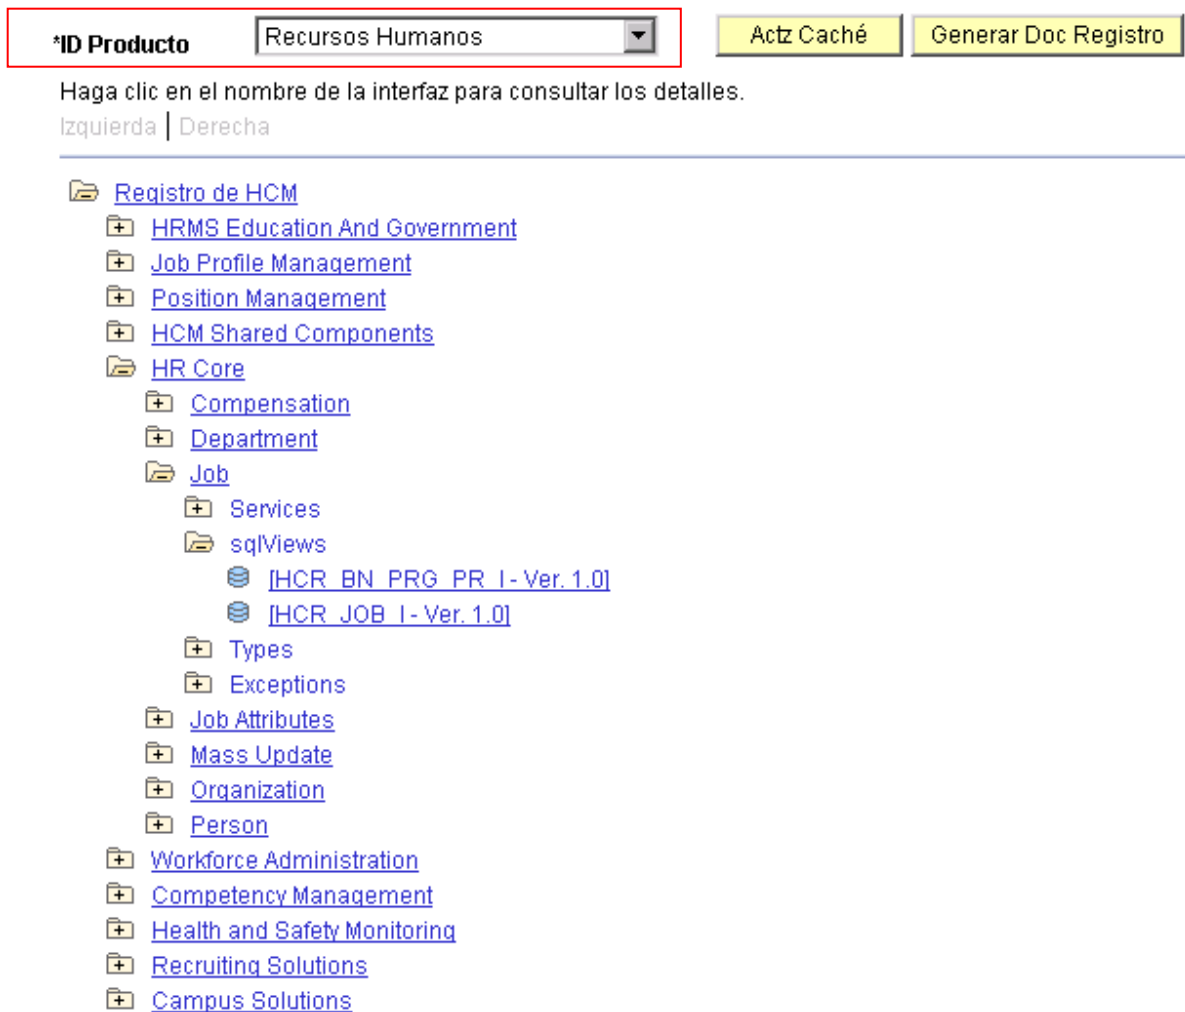 *ID Producto Recursos Humanos Actz Caché Generar Doc Registro
Haga clic en el nombre de la interfaz para consultar los detalles.
Izquierda | Derecha
Registro de HCM
HRMS Education And Government
Job Profile Management
Position Management
HCM Shared Components
HR Core
Compensation
Department
Job
Services
sqlViews
[HCR_BN_PRG_PR_I - Ver. 1.0]
[HCR_JOB_I - Ver. 1.0]
Types
Exceptions
Job Attributes
Mass Update
Organization
Person
Workforce Administration
Competency Management
Health and Safety Monitoring
Recruiting Solutions
Campus Solutions